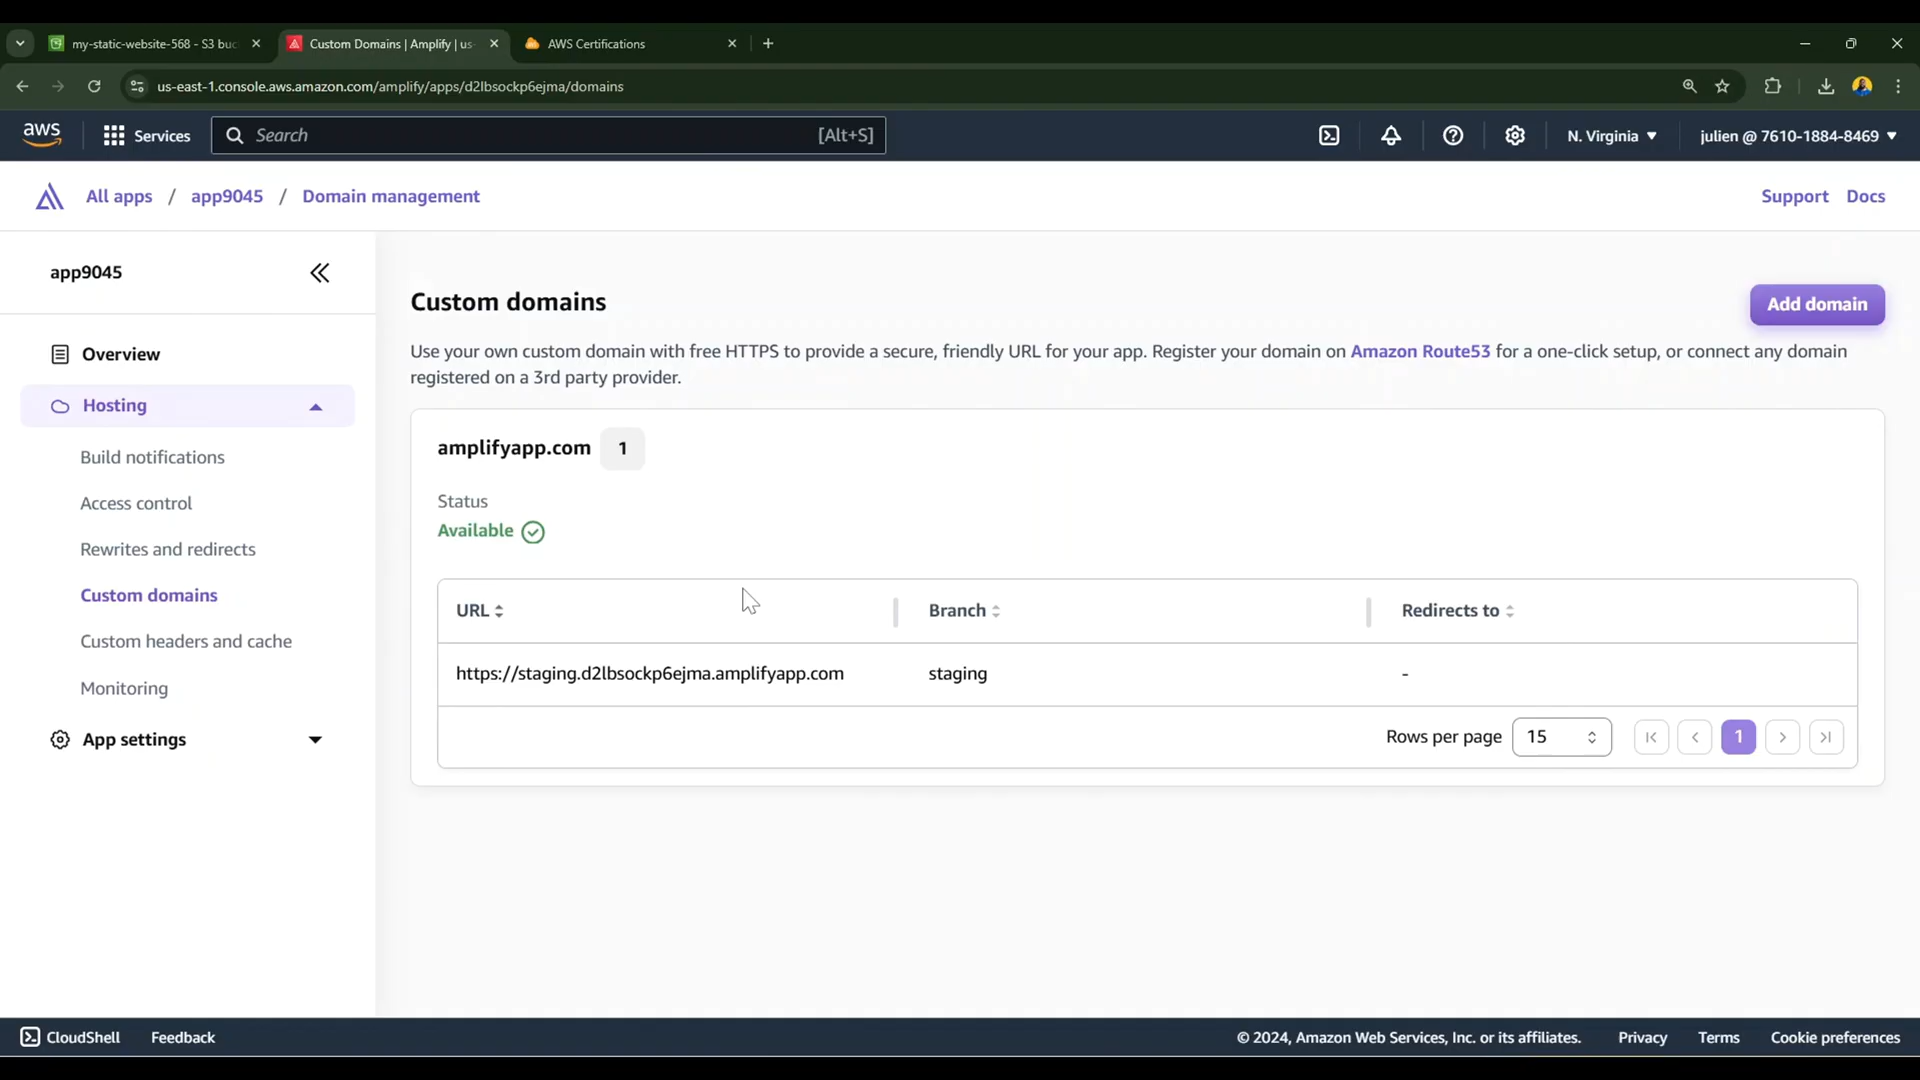 my-static-website-568 - S3 buc
Custom Domains | Amplify | us-
AWS Certifications
us-east-1.console.aws.amazon.com/amplify/apps/d2lbsockp6ejma/domains
aws
Services
Search
[Alt+S]
N. Virginia
julien @ 7610-1884-8469
All apps / app9045 / Domain management
Support
Docs
app9045
Overview
Hosting
Build notifications
Access control
Rewrites and redirects
Custom domains
Custom headers and cache
Monitoring
App settings
Custom domains
Add domain
Use your own custom domain with free HTTPS to provide a secure, friendly URL for your app. Register your domain on Amazon Route53 for a one-click setup, or connect any domain
registered on a 3rd party provider.
amplifyapp.com 1
Status
Available
URL Branch Redirects to
https://staging.d2lbsockp6ejma.amplifyapp.com staging -
Rows per page 15 1
CloudShell
Feedback
© 2024, Amazon Web Services, Inc. or its affiliates.
Privacy
Terms
Cookie preferences